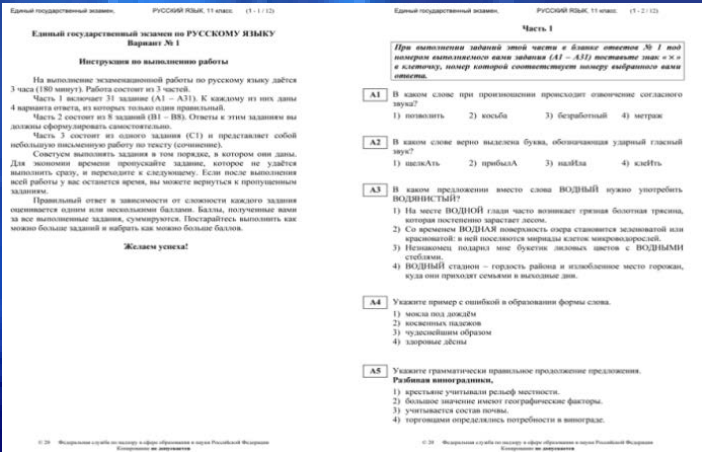 Единый государственный экзамен, РУССКИЙ ЯЗЫК, 11 класс. (1 - 1 / 12)
Единый государственный экзамен по РУССКОМУ ЯЗЫКУ
Вариант № 1
Инструкция по выполнению работы
На выполнение экзаменационной работы по русскому языку даётся
3 часа (180 минут). Работа состоит из 3 частей.
Часть 1 включает 31 задание (А1 – А31). К каждому из них даны
4 варианта ответа, из которых только один правильный.
Часть 2 состоит из 8 заданий (В1 – В8). Ответы к этим заданиям вы
должны сформулировать самостоятельно.
Часть 3 состоит из одного задания (С1) и представляет собой
небольшую письменную работу по тексту (сочинение).
Советуем выполнять задания в том порядке, в котором они даны.
Для экономии времени пропускайте задание, которое не удаётся
выполнить сразу, и переходите к следующему. Если после выполнения
всей работы у вас останется время, вы можете вернуться к пропущенным
заданиям.
Правильный ответ в зависимости от сложности каждого задания
оценивается одним или несколькими баллами. Баллы, полученные вами
за все выполненные задания, суммируются. Постарайтесь выполнить как
можно больше заданий и набрать как можно больше баллов.
Желаем успеха!
© 20 Федеральная служба по надзору в сфере образования и науки Российской Федерации
Копирование не допускается
Единый государственный экзамен, РУССКИЙ ЯЗЫК, 11 класс. (1 - 2 / 12)
Часть 1
При выполнении заданий этой части в бланке ответов № 1 под
номером выполняемого вами задания (А1 – А31) поставьте знак «×»
в клеточку, номер которой соответствует номеру выбранного вами
ответа.
А1 В каком слове при произношении происходит озвончение согласного
звука?
1) позволить 2) косьба 3) безработный 4) метраж
А2 В каком слове верно выделена буква, обозначающая ударный гласный
звук?
1) щелкАть 2) прибылА 3) налИла 4) клеИть
А3 В каком предложении вместо слова ВОДНЫЙ нужно употребить
ВОДЯНИСТЫЙ?
1) На месте ВОДНОЙ глади часто возникает грязная болотная трясина,
которая постепенно зарастает лесом.
2) Со временем ВОДНАЯ поверхность озера становится зеленоватой или
красноватой: в ней поселяются мириады клеток микроводорослей.
3) Незнакомец подарил мне букетик лиловых цветов с ВОДНЫМИ
стеблями.
4) ВОДНЫЙ стадион – гордость района и излюбленное место горожан,
куда они приходят семьями в выходные дни.
А4 Укажите пример с ошибкой в образовании формы слова.
1) мокла под дождём
2) косвенных падежов
3) чудеснейшим образом
4) здоровые дёсны
А5 Укажите грамматически правильное продолжение предложения.
Разбивая виноградники,
1) крестьяне учитывали рельеф местности.
2) большое значение имеют географические факторы.
3) учитывается состав почвы.
4) торговцами определялись потребности в винограде.
© 20 Федеральная служба по надзору в сфере образования и науки Российской Федерации
Копирование не допускается